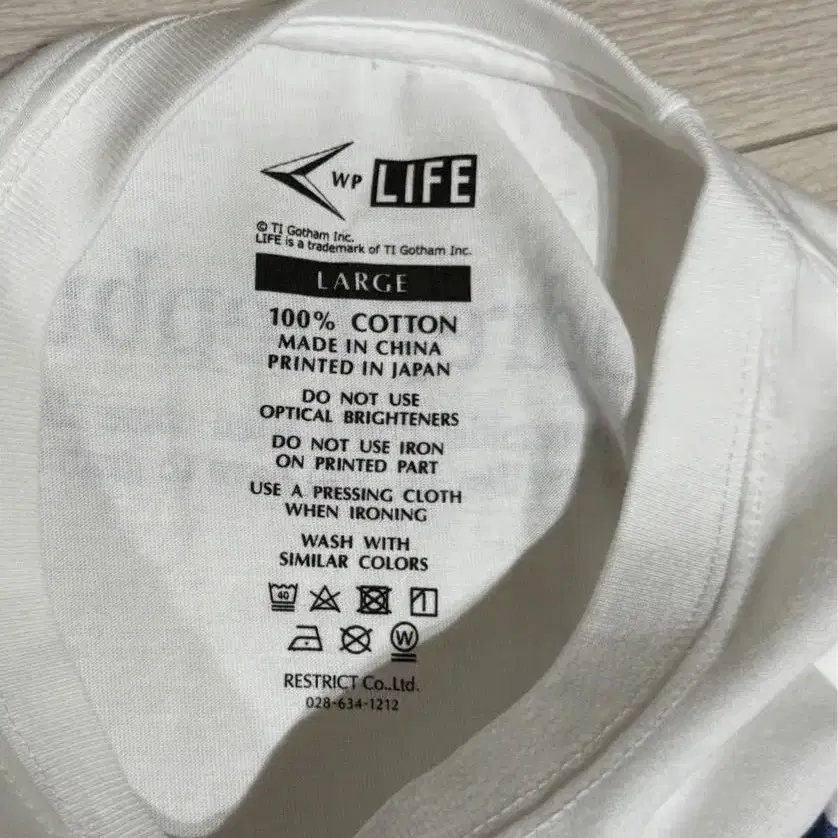 WP LIFE
© TI Gotham Inc.
LIFE is a trademark of TI Gotham Inc.
LARGE
100% COTTON
MADE IN CHINA
PRINTED IN JAPAN
DO NOT USE
OPTICAL BRIGHTENERS
DO NOT USE IRON
ON PRINTED PART
USE A PRESSING CLOTH
WHEN IRONING
WASH WITH
SIMILAR COLORS
40
W
RESTRICT Co.,Ltd.
028-634-1212